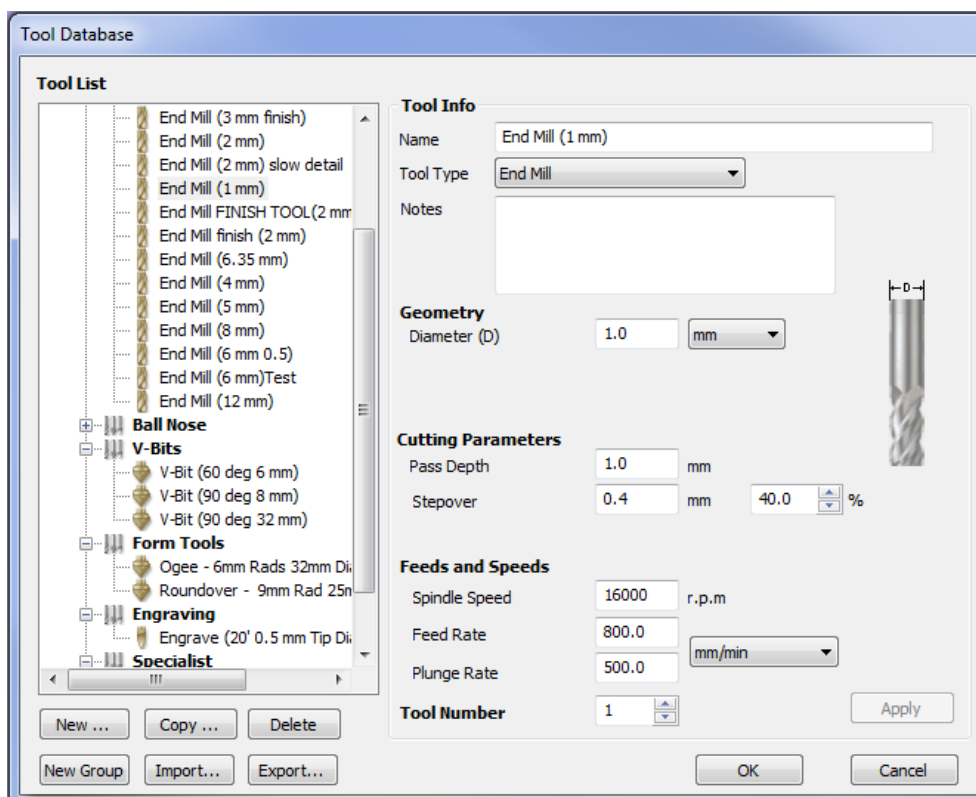 Tool Database
Tool List
End Mill (3 mm finish)
End Mill (2 mm)
End Mill (2 mm) slow detail
End Mill (1 mm)
End Mill FINISH TOOL(2 mm
End Mill finish (2 mm)
End Mill (6.35 mm)
End Mill (4 mm)
End Mill (5 mm)
End Mill (8 mm)
End Mill (6 mm 0.5)
End Mill (6 mm)Test
End Mill (12 mm)
Ball Nose
V-Bits
V-Bit (60 deg 6 mm)
V-Bit (90 deg 8 mm)
V-Bit (90 deg 32 mm)
Form Tools
Ogee - 6mm Rads 32mm Di
Roundover - 9mm Rad 25m
Engraving
Engrave (20' 0.5 mm Tip Di
Specialist
New ... Copy ... Delete
New Group Import... Export...
Tool Info
Name End Mill (1 mm)
Tool Type End Mill
Notes
D
Geometry
Diameter (D) 1.0 mm
Cutting Parameters
Pass Depth 1.0 mm
Stepover 0.4 mm 40.0 %
Feeds and Speeds
Spindle Speed 16000 r.p.m
Feed Rate 800.0
mm/min
Plunge Rate 500.0
Tool Number 1
Apply
OK Cancel